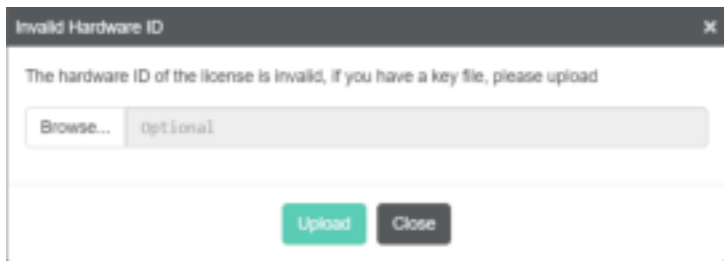 Invalid Hardware ID ×
The hardware ID of the license is invalid, if you have a key file, please upload
Browse... Optional
Upload Close